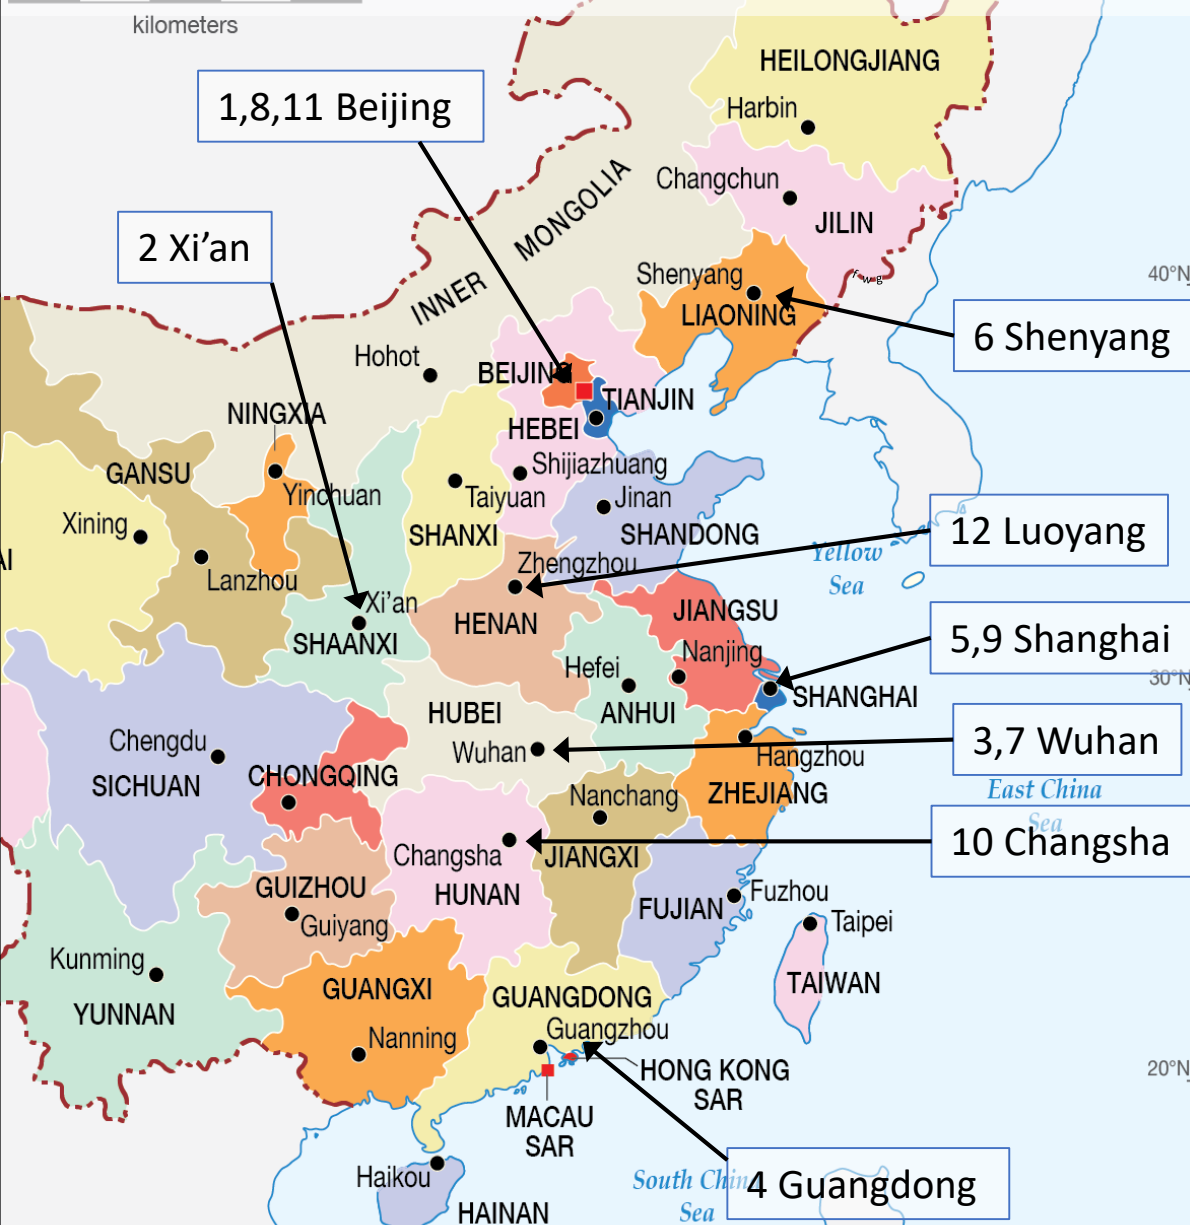 kilometers
HEILONGJIANG
1,8,11 Beijing
Harbin
Changchun
MONGOLIA
JILIN
2 Xi’an
Shenyang
f w g
40°N
INNER
LIAONING
6 Shenyang
Hohot
BEIJING
TIANJIN
NINGXIA
HEBEI
GANSU
Shijiazhuang
Yinchuan
Taiyuan
Jinan
Xining
SHANXI
SHANDONG
12 Luoyang
AI
Yellow
Sea
Lanzhou
Zhengzhou
Xi’an
JIANGSU
SHAANXI
HENAN
5,9 Shanghai
Nanjing
Hefei
30°N
SHANGHAI
HUBEI
ANHUI
Chengdu
Wuhan
3,7 Wuhan
Hangzhou
SICHUAN
CHONGQING
Nanchang
ZHEJIANG
East China
Sea
Changsha
JIANGXI
10 Changsha
GUIZHOU
HUNAN
Fuzhou
FUJIAN
Guiyang
Taipei
Kunming
GUANGXI
GUANGDONG
TAIWAN
YUNNAN
Nanning
Guangzhou
HONG KONG
SAR
20°N
MACAU
SAR
Haikou
South Chin
Sea
4 Guangdong
HAINAN